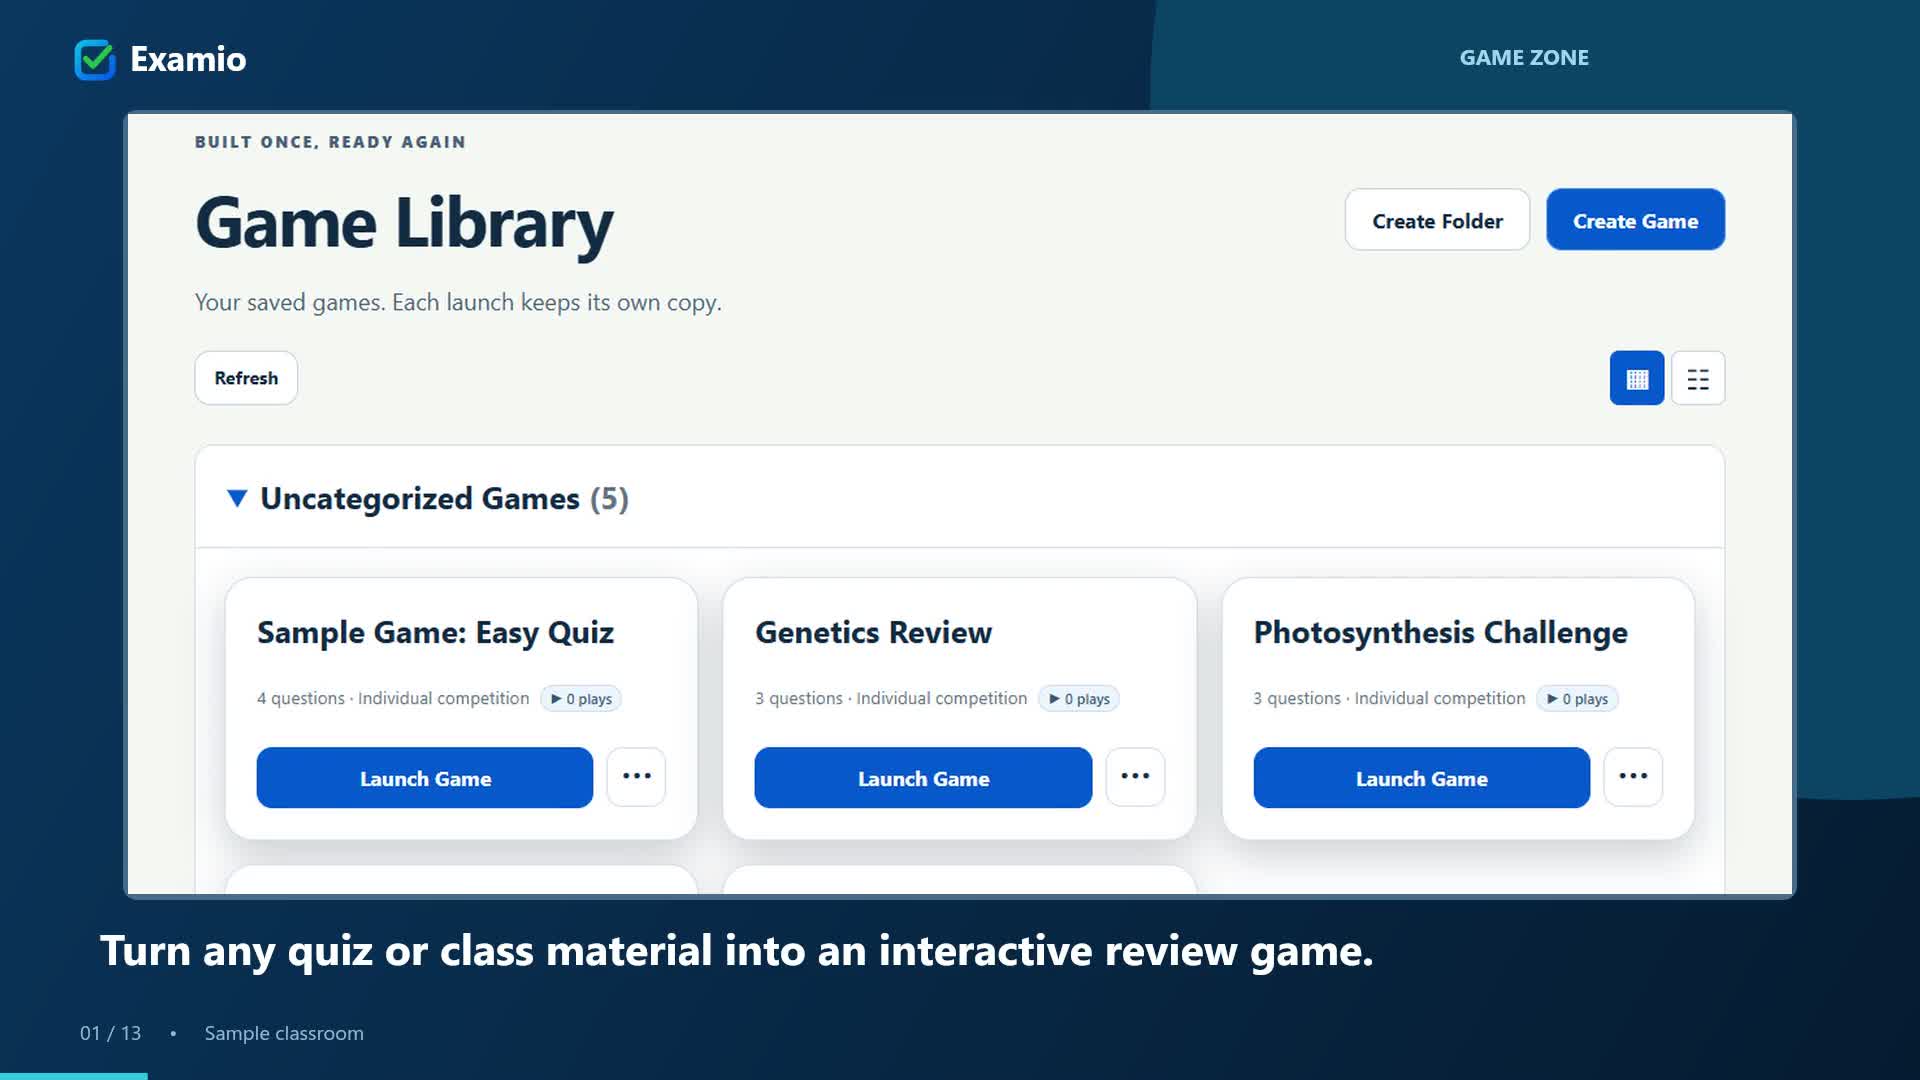 Examio
GAME ZONE
BUILT ONCE, READY AGAIN
Game Library
Create Folder
Create Game
Your saved games. Each launch keeps its own copy.
Refresh
Uncategorized Games (5)
Sample Game: Easy Quiz
4 questions · Individual competition ▶ 0 plays
Launch Game
Genetics Review
3 questions · Individual competition ▶ 0 plays
Launch Game
Photosynthesis Challenge
3 questions · Individual competition ▶ 0 plays
Launch Game
Turn any quiz or class material into an interactive review game.
01 / 13 • Sample classroom